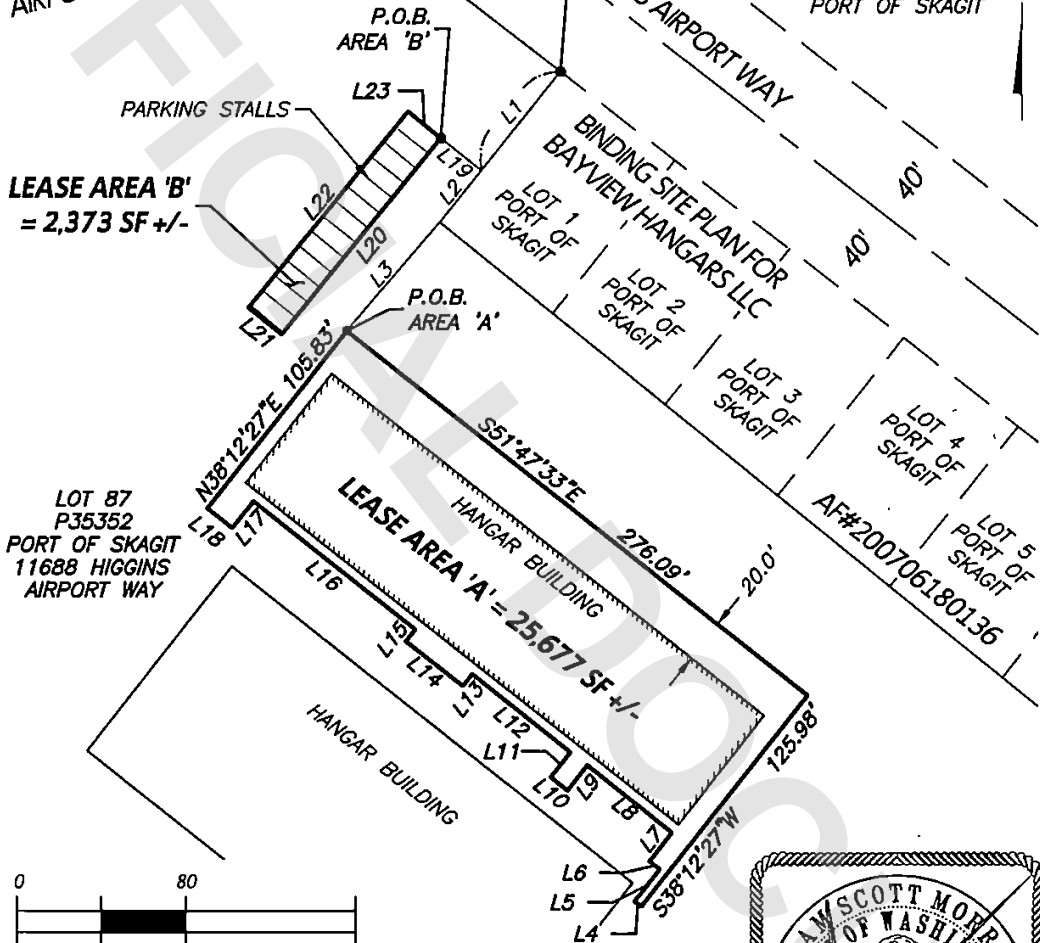 P.O.B.
AREA 'B'
PORT OF SKAGIT
AIRPORT WAY
L23
L1
PARKING STALLS
L19
L2
BINDING SITE PLAN FOR
BAYVIEW HANGARS LLC
40'
40'
LEASE AREA 'B'
= 2,373 SF +/-
L22
L20
L3
LOT 1
PORT OF
SKAGIT
LOT 2
PORT OF
SKAGIT
LOT 3
PORT OF
SKAGIT
LOT 4
PORT OF
SKAGIT
LOT 5
PORT OF
SKAGIT
AF#200706180136
P.O.B.
AREA 'A'
L21
N38°12'27"E 105.83'
S51°47'33"E 276.09'
20.0'
LOT 87
P35352
PORT OF SKAGIT
11688 HIGGINS
AIRPORT WAY
L18
L17
HANGAR BUILDING
LEASE AREA 'A' = 25,677 SF +/-
L16
L15
L14
L13
L12
L11
L10
L9
L8
L7
L6
L5
L4
S38°12'27"W 125.98'
HANGAR BUILDING
0 80
FICIAL DOC
SCOTT
OF